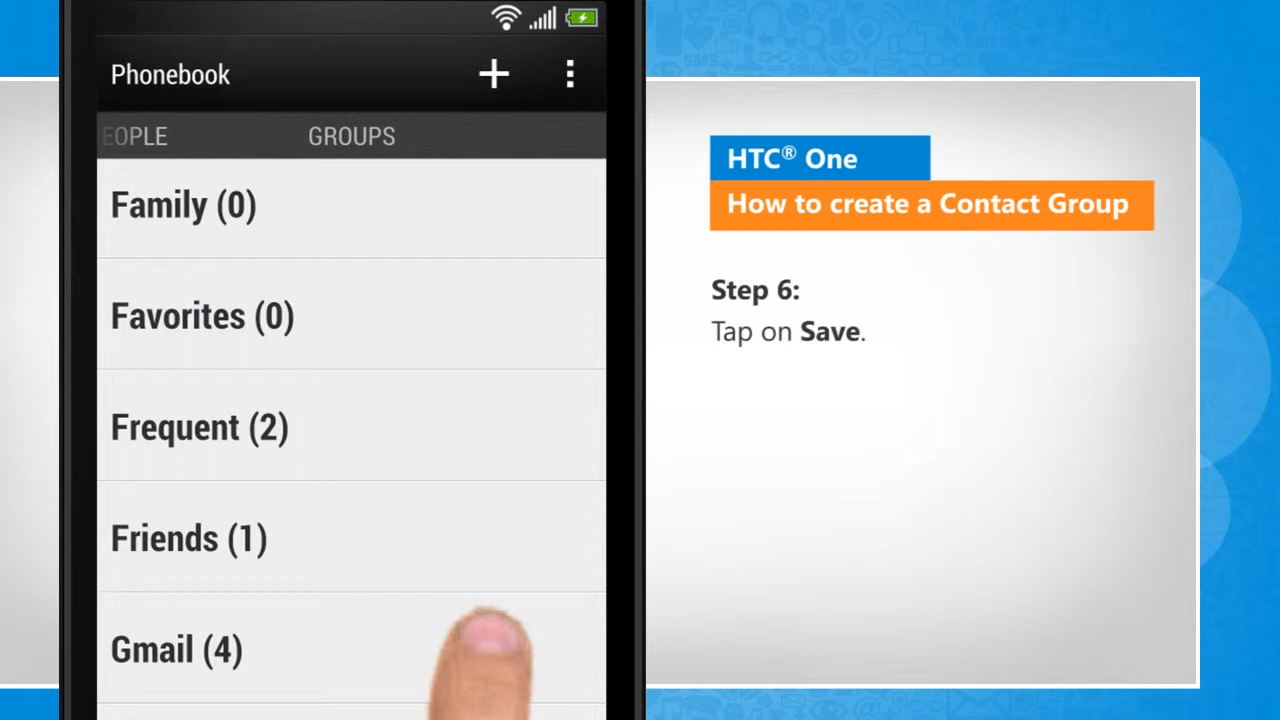 Phonebook
EOPLE GROUPS
Family (0)
Favorites (0)
Frequent (2)
Friends (1)
Gmail (4)
HTC® One
How to create a Contact Group
Step 6:
Tap on Save.
SMS